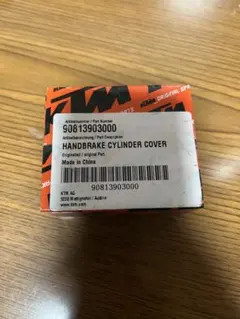 KTM
Artikelnummer / Part Number
90813903000
Artikelbezeichnung / Part Description
HANDBRAKE CYLINDER COVER
Originalteil / original Part
Made in China
90813903000
KTM AG
5230 Mattighofen / Austria
www.ktm.com